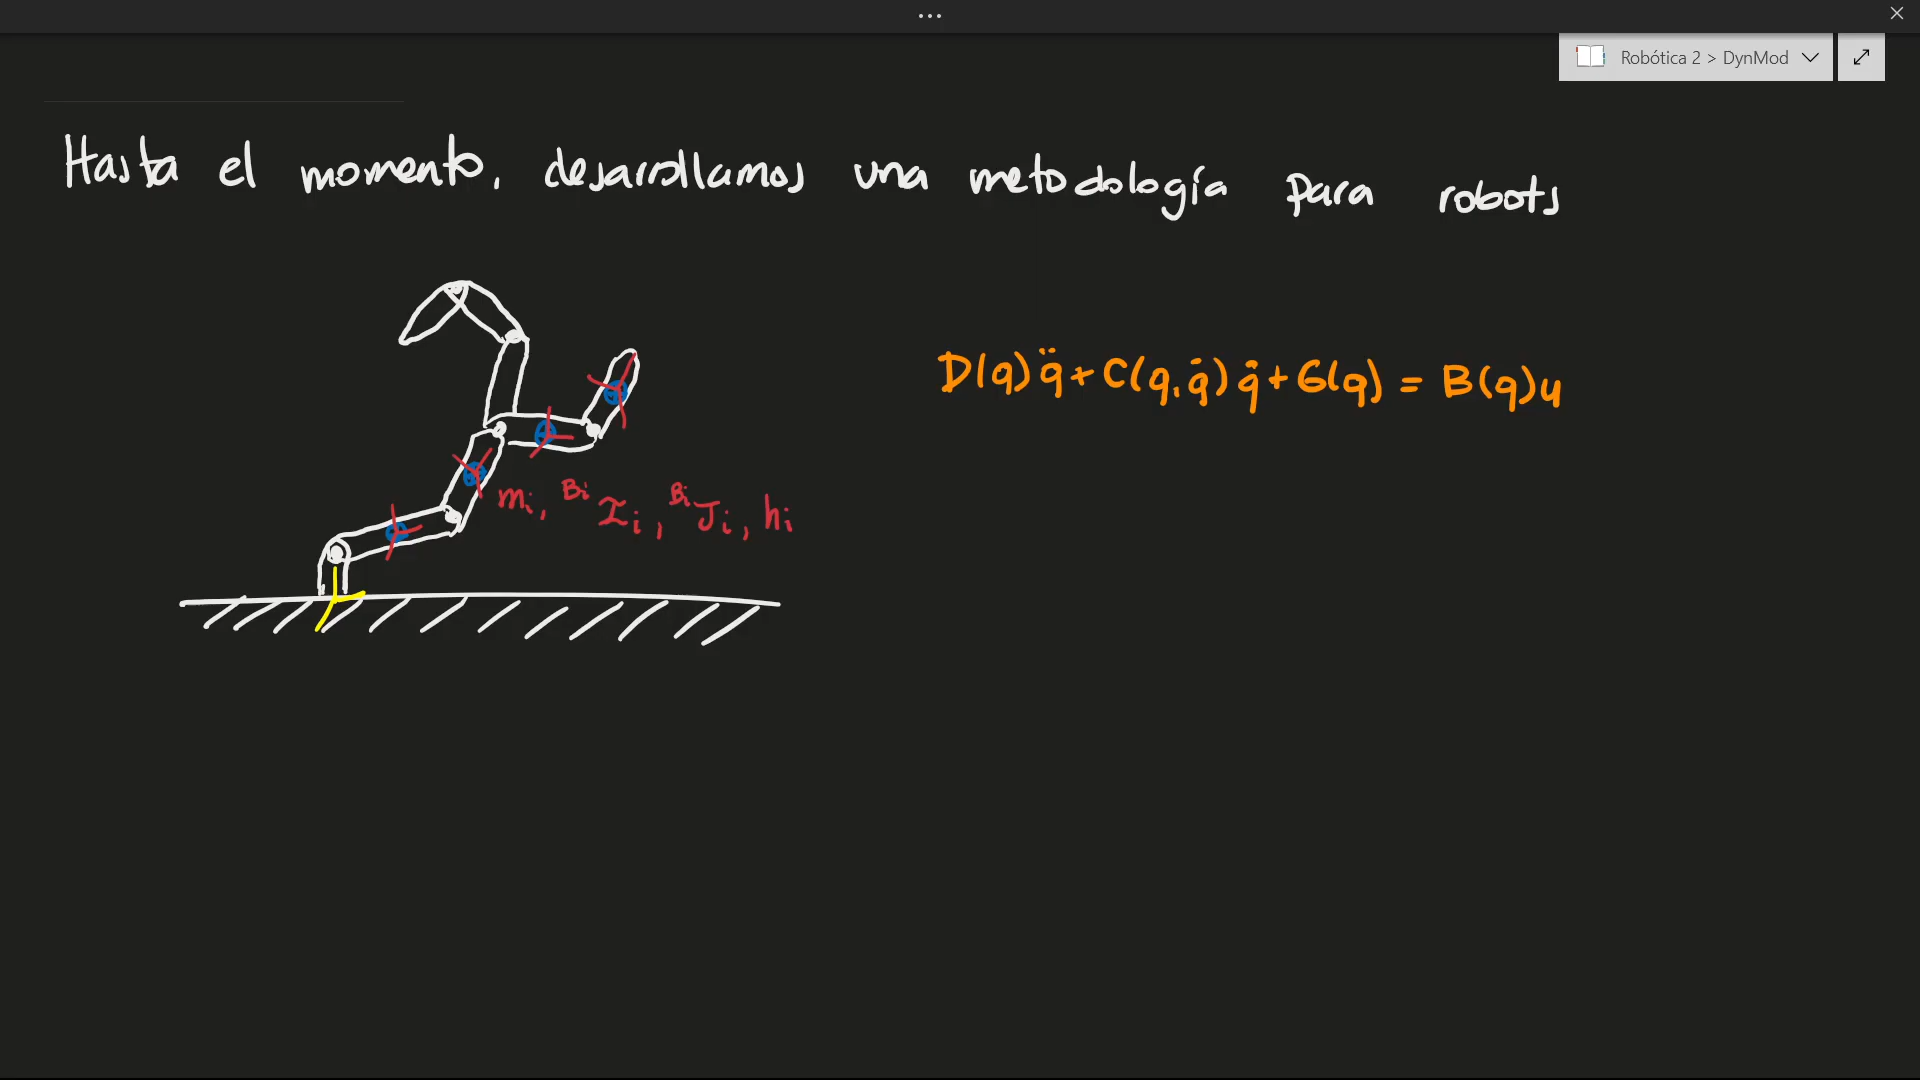 Robótica 2 > DynMod
Hasta el momento, desarrollamos una metodología para robots
D(q)q̈ + C(q,q̇)q̇ + G(q) = B(q)u
mᵢ, ᴮⁱℐᵢ, ᴮⁱJᵢ, hᵢ